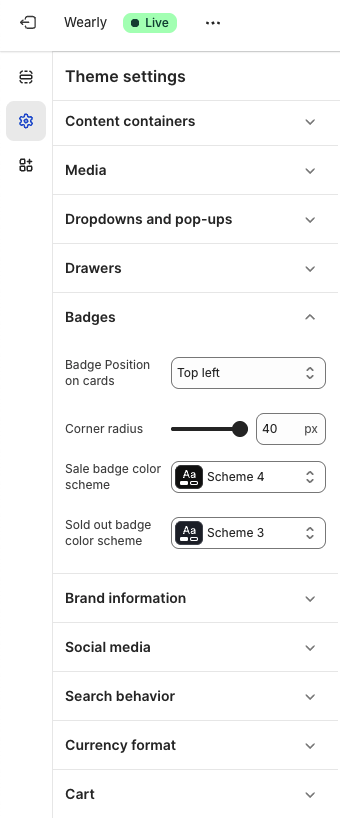 Wearly
Live
Theme settings
Content containers
Media
Dropdowns and pop-ups
Drawers
Badges
Badge Position
on cards
Top left
Corner radius
40 px
Sale badge color
scheme
Aa
Scheme 4
Sold out badge
color scheme
Aa
Scheme 3
Brand information
Social media
Search behavior
Currency format
Cart